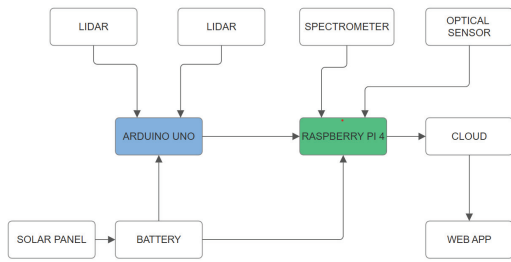 LIDAR
LIDAR
SPECTROMETER
OPTICAL
SENSOR
ARDUINO UNO
RASPBERRY PI 4
CLOUD
SOLAR PANEL
BATTERY
WEB APP